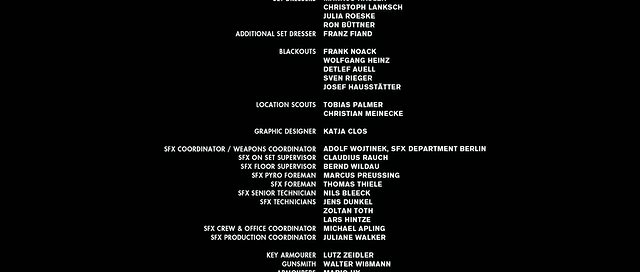 CHRISTOPH LANKSCH
JULIA ROESKE
RON BÜTTNER
ADDITIONAL SET DRESSER FRANZ FIAND
BLACKOUTS FRANK NOACK
WOLFGANG HEINZ
DETLEF AUELL
SVEN RIEGER
JOSEF HAUSSTÄTTER
LOCATION SCOUTS TOBIAS PALMER
CHRISTIAN MEINECKE
GRAPHIC DESIGNER KATJA CLOS
SFX COORDINATOR / WEAPONS COORDINATOR ADOLF WOJTINEK, SFX DEPARTMENT BERLIN
SFX ON SET SUPERVISOR CLAUDIUS RAUCH
SFX FLOOR SUPERVISOR BERND WILDAU
SFX PYRO FOREMAN MARCUS PREUSSING
SFX FOREMAN THOMAS THIELE
SFX SENIOR TECHNICIAN NILS BLEECK
SFX TECHNICIANS JENS DUNKEL
ZOLTAN TOTH
LARS HINTZE
SFX CREW & OFFICE COORDINATOR MICHAEL APLING
SFX PRODUCTION COORDINATOR JULIANE WALKER
KEY ARMOURER LUTZ ZEIDLER
GUNSMITH WALTER WIßMANN